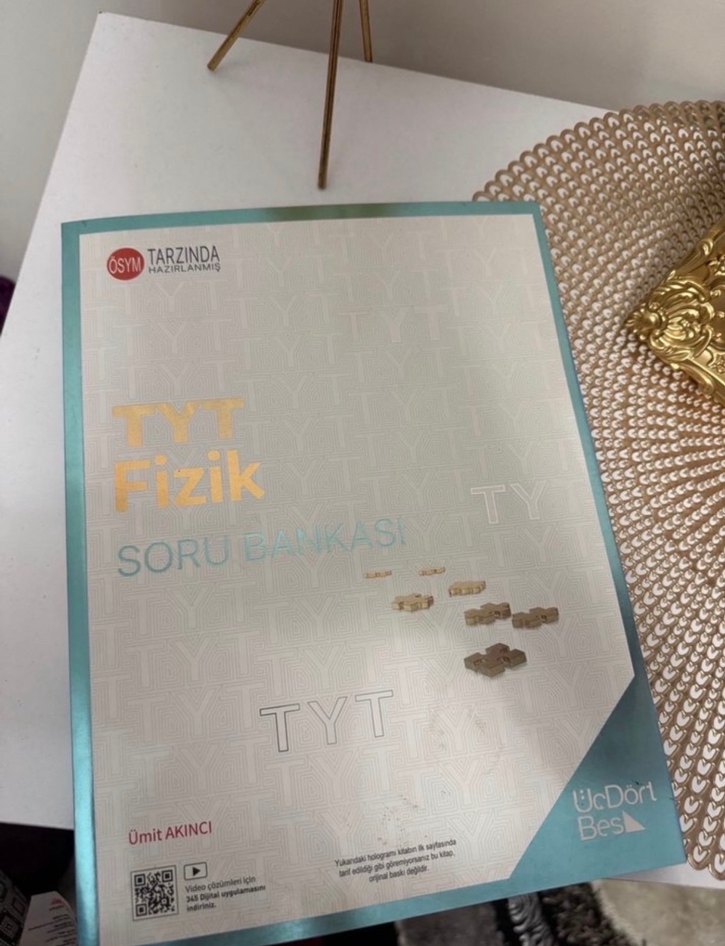 ÖSYM TARZINDA
HAZIRLANMIŞ
TYT
Fizik
SORU BANKASI
TY
TYT
ÜçDört
Beş
Ümit AKINCI
Video çözümleri için
345 Dijital uygulamasını
indiriniz.
Yukarıdaki hologramı kitabın ilk sayfasında
tarif edildiği gibi göremiyorsanız bu kitap,
orijinal baskı değildir.